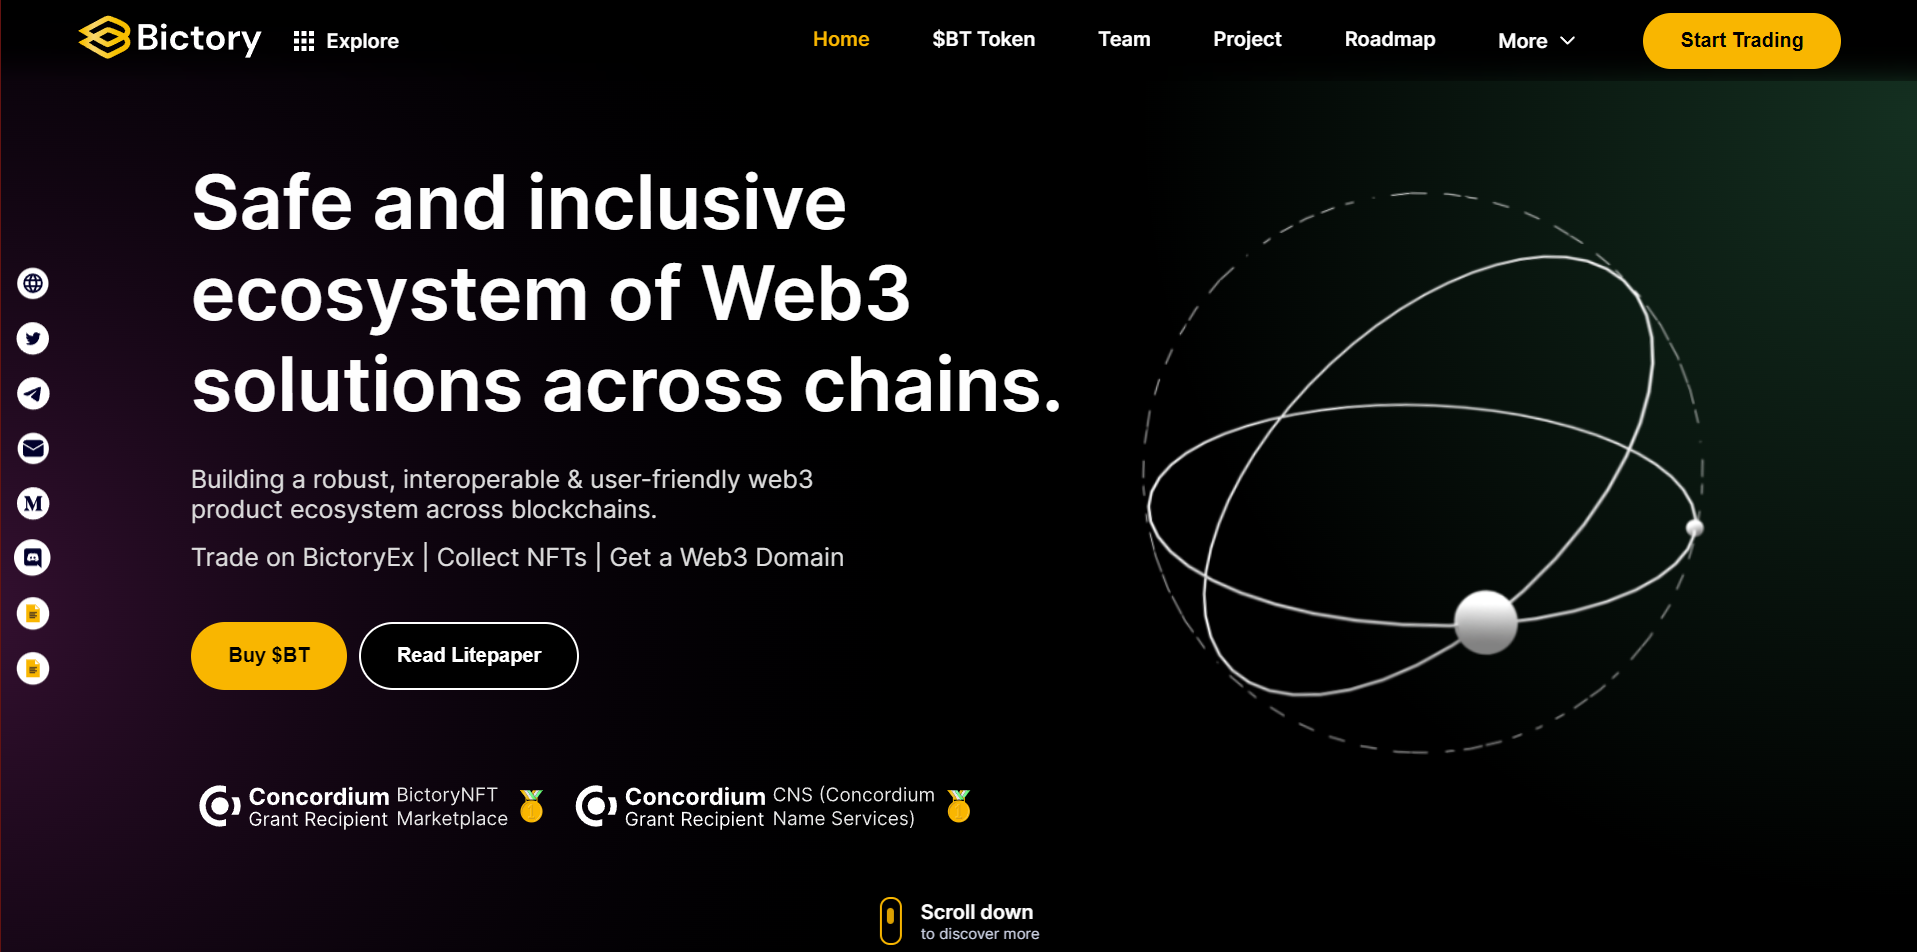 Bictory
Explore
Home
$BT Token
Team
Project
Roadmap
More
Start Trading
Safe and inclusive
ecosystem of Web3
solutions across chains.
Building a robust, interoperable & user-friendly web3
product ecosystem across blockchains.
Trade on BictoryEx | Collect NFTs | Get a Web3 Domain
Buy $BT
Read Litepaper
Concordium BictoryNFT
Grant Recipient Marketplace
Concordium CNS (Concordium
Grant Recipient Name Services)
Scroll down
to discover more